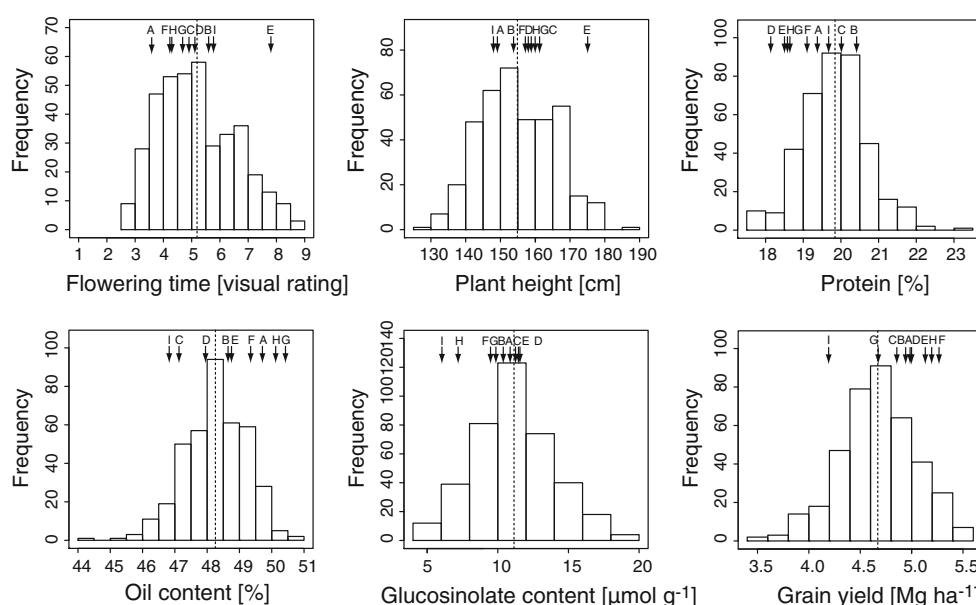 A FHGCDBI E
Frequency
0 10 20 30 40 50 60 70
1 2 3 4 5 6 7 8 9
Flowering time [visual rating]
IA B FDHGC E
Frequency
0 20 40 60 80
130 140 150 160 170 180 190
Plant height [cm]
D EHGF A I C B
Frequency
0 20 40 60 80 100
18 19 20 21 22 23
Protein [%]
I C D BE F A HG
Frequency
0 20 40 60 80 100
44 45 46 47 48 49 50 51
Oil content [%]
I H FGBACE D
Frequency
0 20 40 60 80 100 120 140
5 10 15 20
Glucosinolate content [µmol g-1]
I G CBADEHF
Frequency
0 20 40 60 80 100
3.5 4.0 4.5 5.0 5.5
Grain yield [Mg ha-1